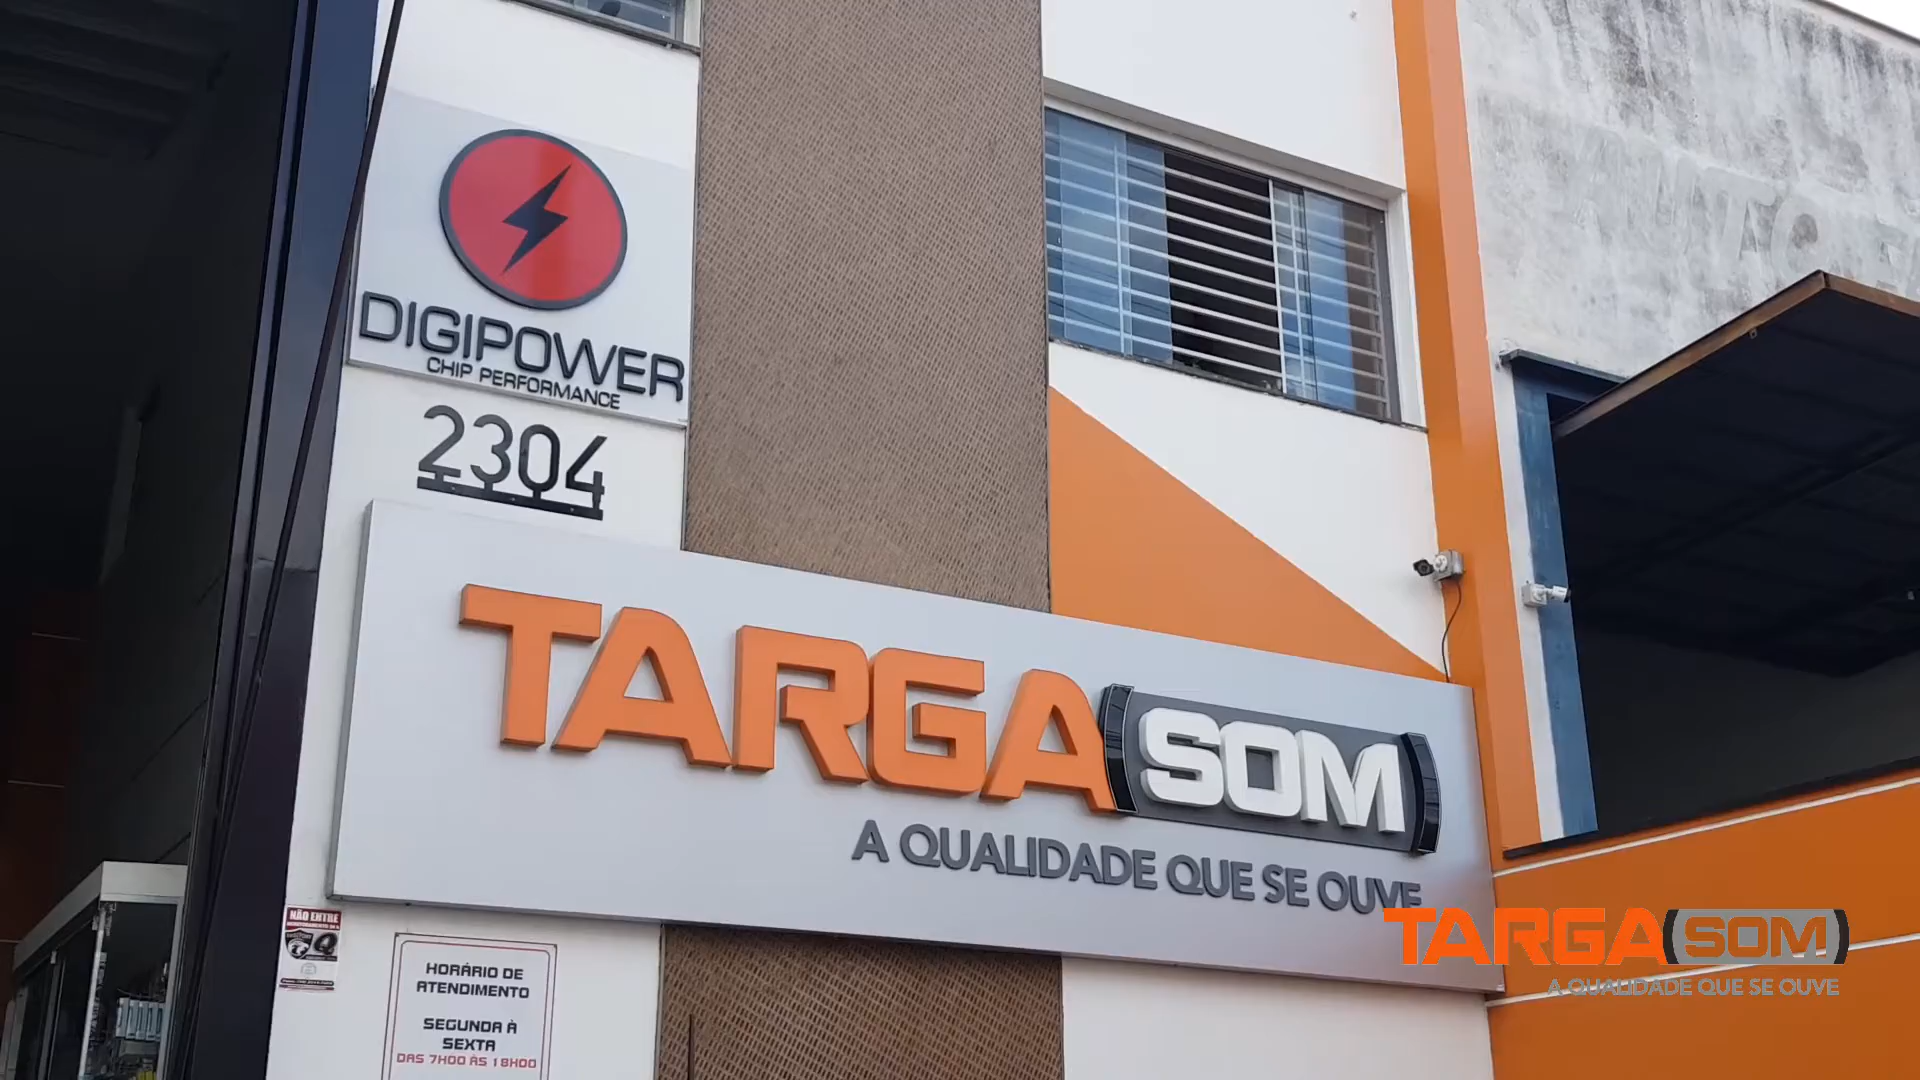 DIGIPOWER
CHIP PERFORMANCE
2304
TARGA(SOM)
A QUALIDADE QUE SE OUVE
NÃO ENTRE
HORÁRIO DE
ATENDIMENTO
SEGUNDA À
SEXTA
DAS 7H00 ÀS 18H00
TARGA(SOM)
A QUALIDADE QUE SE OUVE